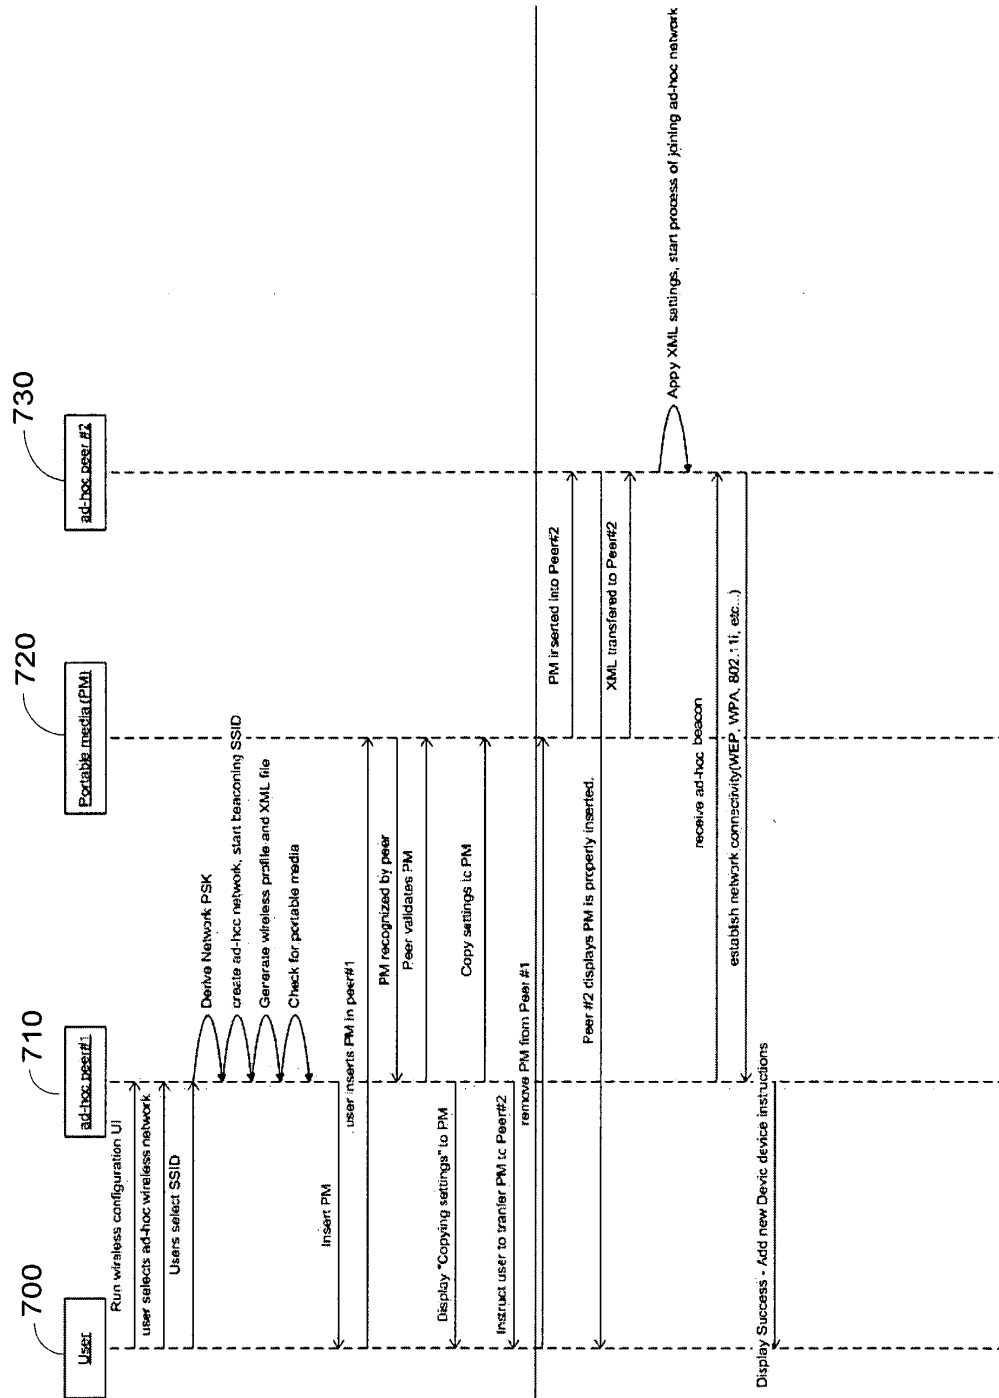 700
User
710
ad-hoc peer#1
720
Portable media (PM)
730
ad-hoc peer #2
Run wireless configuration UI
user selects ad-hoc wireless network
Users select SSID
Derive Network PSK
create ad-hoc network, start beaconing SSID
Generate wireless profile and XML file
Check for portable media
Insert PM
user inserts PM in peer#1
PM recognized by peer
Peer validates PM
Display "Copying settings" to PM
Copy settings to PM
Instruct user to tranfer PM to Peer#2
remove PM from Peer #1
PM inserted into Peer#2
Peer #2 displays PM is properly inserted.
XML transfered to Peer#2
Appy XML settings, start process of joining ad-hoc network
receive ad-hoc beacon
establish network connectivity(WEP, WPA, 802.11i, etc...)
Display Success - Add new Devic device instructions